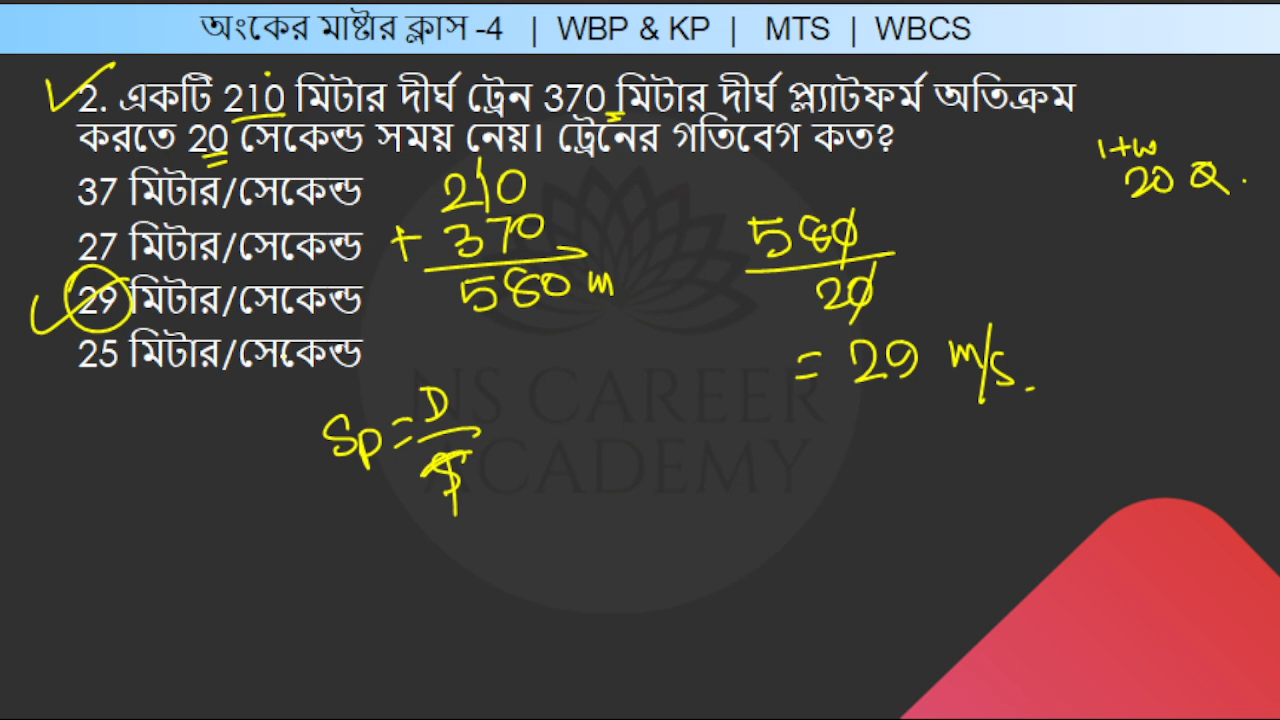 অংকের মাষ্টার ক্লাস -4 | WBP & KP | MTS | WBCS
2. একটি 210 মিটার দীর্ঘ ট্রেন 370 মিটার দীর্ঘ প্ল্যাটফর্ম অতিক্রম
করতে 20 সেকেন্ড সময় নেয়। ট্রেনের গতিবেগ কত?
37 মিটার/সেকেন্ড
27 মিটার/সেকেন্ড
29 মিটার/সেকেন্ড
25 মিটার/সেকেন্ড
210
+ 370
580 m
580
20
= 29 m/s.
Sp = D
20 Q.
NS CAREER
ACADEMY